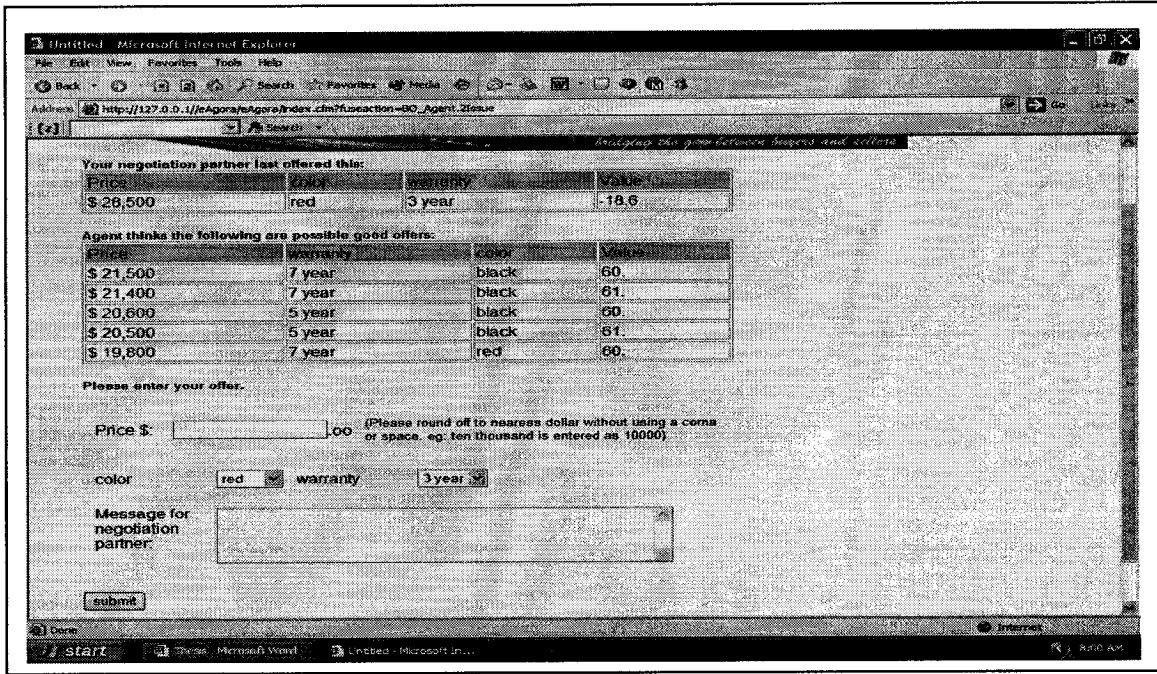 Untitled - Microsoft Internet Explorer
File Edit View Favorites Tools Help
Back Search Favorites Media
Address http://127.0.0.1//eAgora/eAgora/index.cfm?fuseaction=BO_Agent.2Issue Go Links
Search
bridging the gap between buyers and sellers
Your negotiation partner last offered this:
Price color warranty Value
$ 26,500 red 3 year -18.6
Agent thinks the following are possible good offers:
Price warranty color Value
$ 21,500 7 year black 60.
$ 21,400 7 year black 61.
$ 20,600 5 year black 60.
$ 20,500 5 year black 61.
$ 19,800 7 year red 60.
Please enter your offer.
Price $: .00 (Please round off to nearess dollar without using a coma
or space. eg: ten thousand is entered as 10000)
color red warranty 3 year
Message for
negotiation
partner:
submit
Done Internet
start Thesis - Microsoft Word Untitled - Microsoft In... 8:00 AM